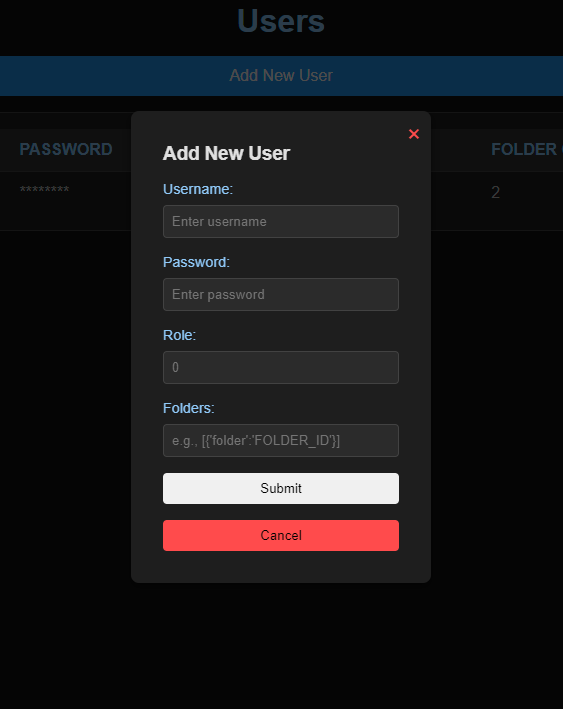 Users
Add New User
PASSWORD
FOLDER
********
2
Add New User
×
Username:
Enter username
Password:
Enter password
Role:
0
Folders:
e.g., [{'folder':'FOLDER_ID'}]
Submit
Cancel